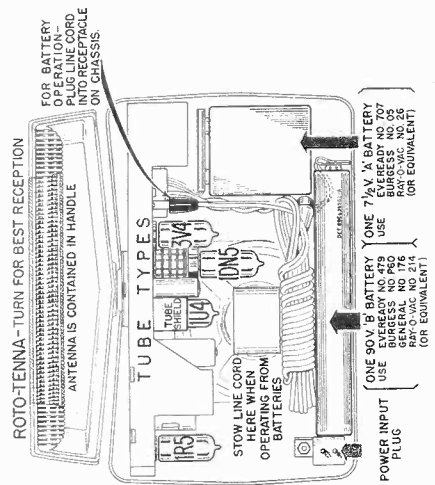 ROTO-TENNA—TURN FOR BEST RECEPTION
ANTENNA IS CONTAINED IN HANDLE
FOR BATTERY
OPERATION-
PLUG LINE CORD
INTO RECEPTACLE
ON CHASSIS.
TUBE TYPES
1R5
TUBE
SHIELD
1U4
3V4
1DN5
STOW LINE CORD
HERE WHEN
OPERATING FROM
BATTERIES
POWER INPUT
PLUG
ONE 90 V. 'B' BATTERY
USE EVEREADY NO. 479
BURGESS NO P60
GENERAL NO 176
RAY-O-VAC NO 214
(OR EQUIVALENT)
ONE 7½ V. 'A' BATTERY
USE EVEREADY NO 707
BURGESS NO. 05
RAY-O-VAC NO. 26
(OR EQUIVALENT)